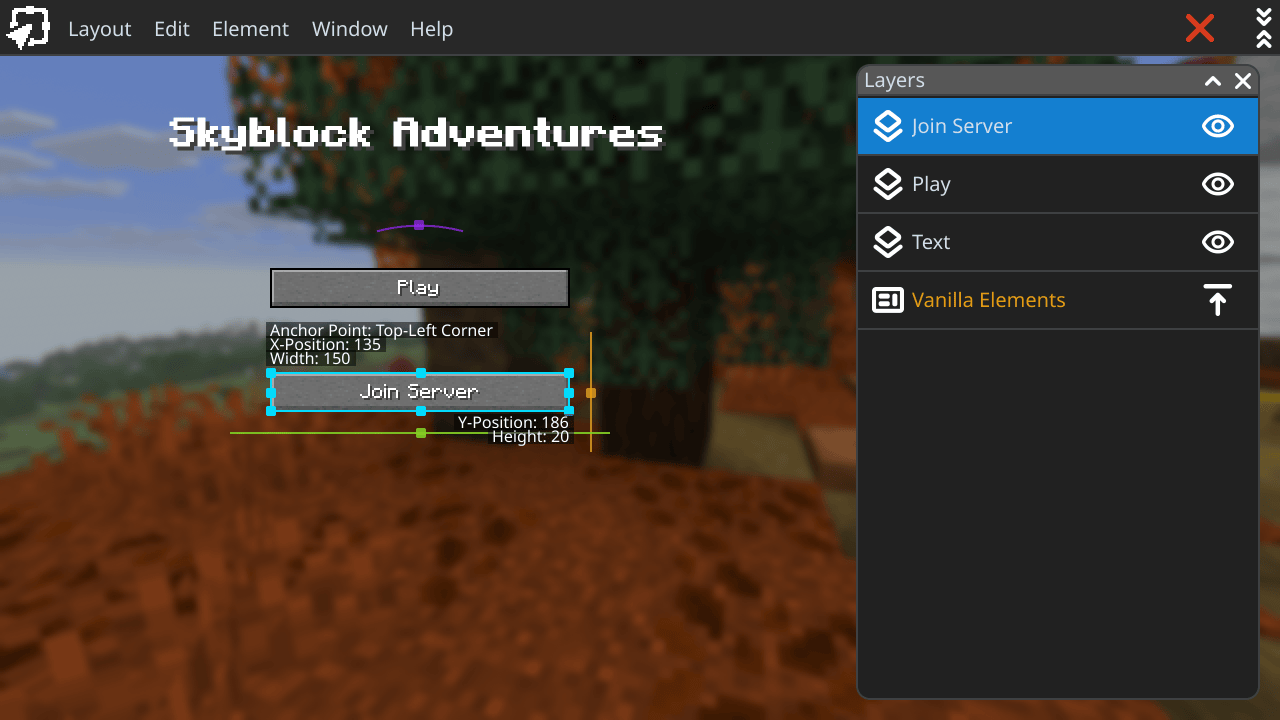 Layout Edit Element Window Help
Layers
Skyblock Adventures
Join Server
Play
Text
Vanilla Elements
Play
Anchor Point: Top-Left Corner
X-Position: 135
Width: 150
Join Server
Y-Position: 186
Height: 20